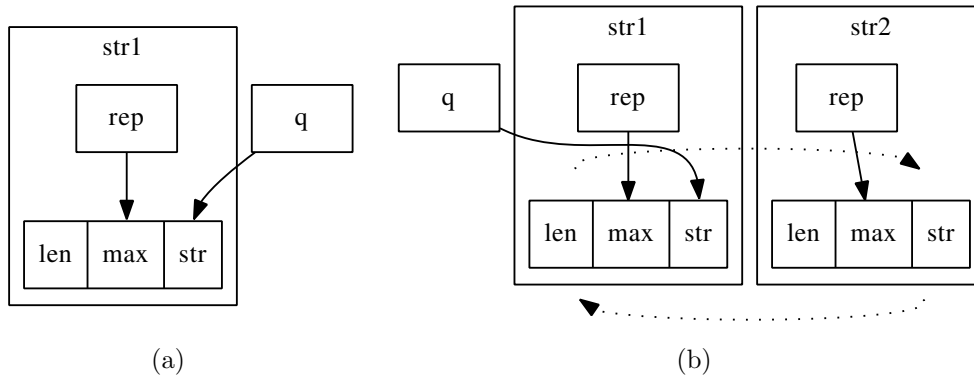 str1
rep
q
len max str
(a)
str1
str2
q
rep
rep
len max str
len max str
(b)